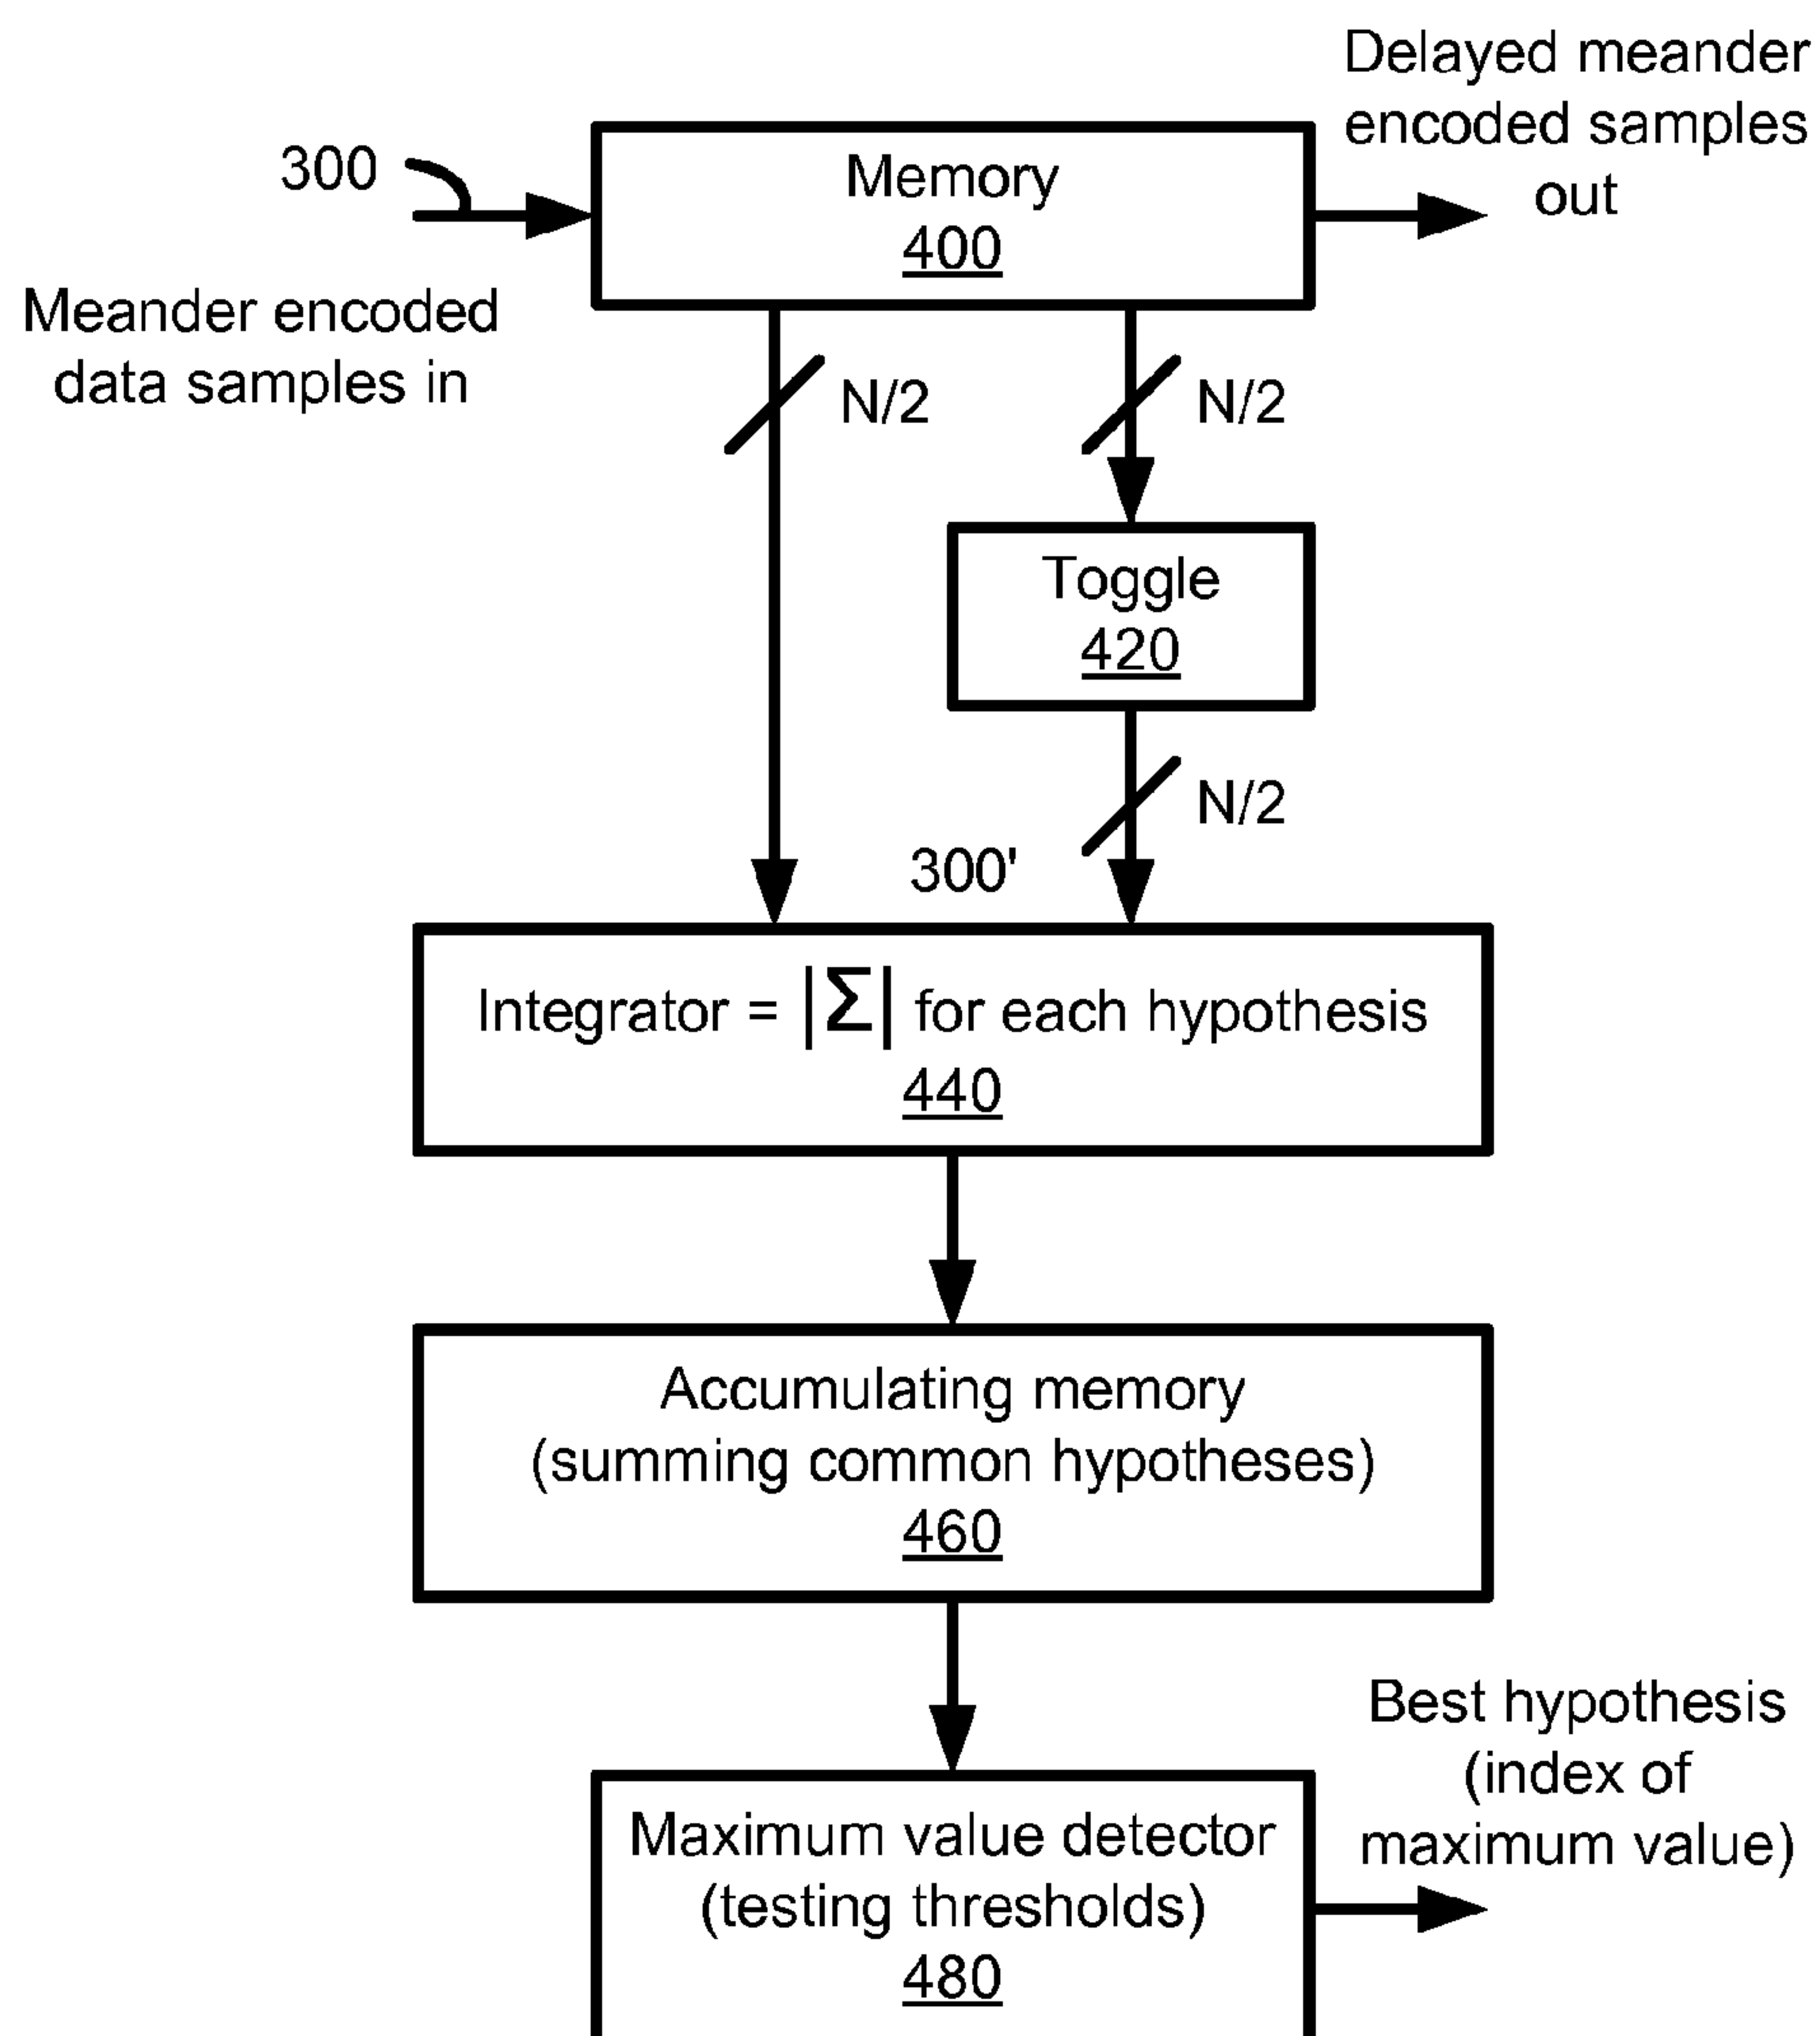 Delayed meander
encoded samples
out
300
Memory
400
Meander encoded
data samples in
N/2
N/2
Toggle
420
N/2
300'
Integrator = |Σ| for each hypothesis
440
Accumulating memory
(summing common hypotheses)
460
Best hypothesis
(index of
maximum value)
Maximum value detector
(testing thresholds)
480